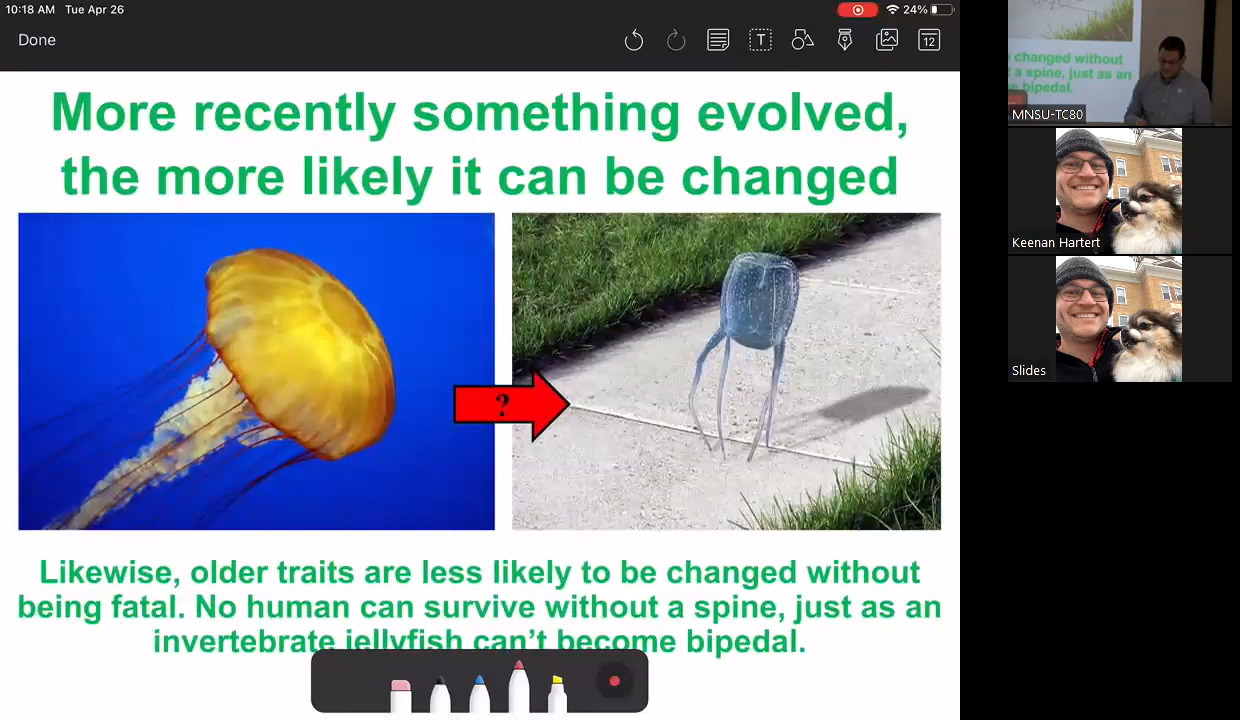 10:18 AM Tue Apr 26
24%
Done
12
More recently something evolved,
the more likely it can be changed
?
Likewise, older traits are less likely to be changed without
being fatal. No human can survive without a spine, just as an
invertebrate jellyfish can't become bipedal.
changed without
a spine, just as an
bipedal.
MNSU-TC80
Keenan Hartert
Slides